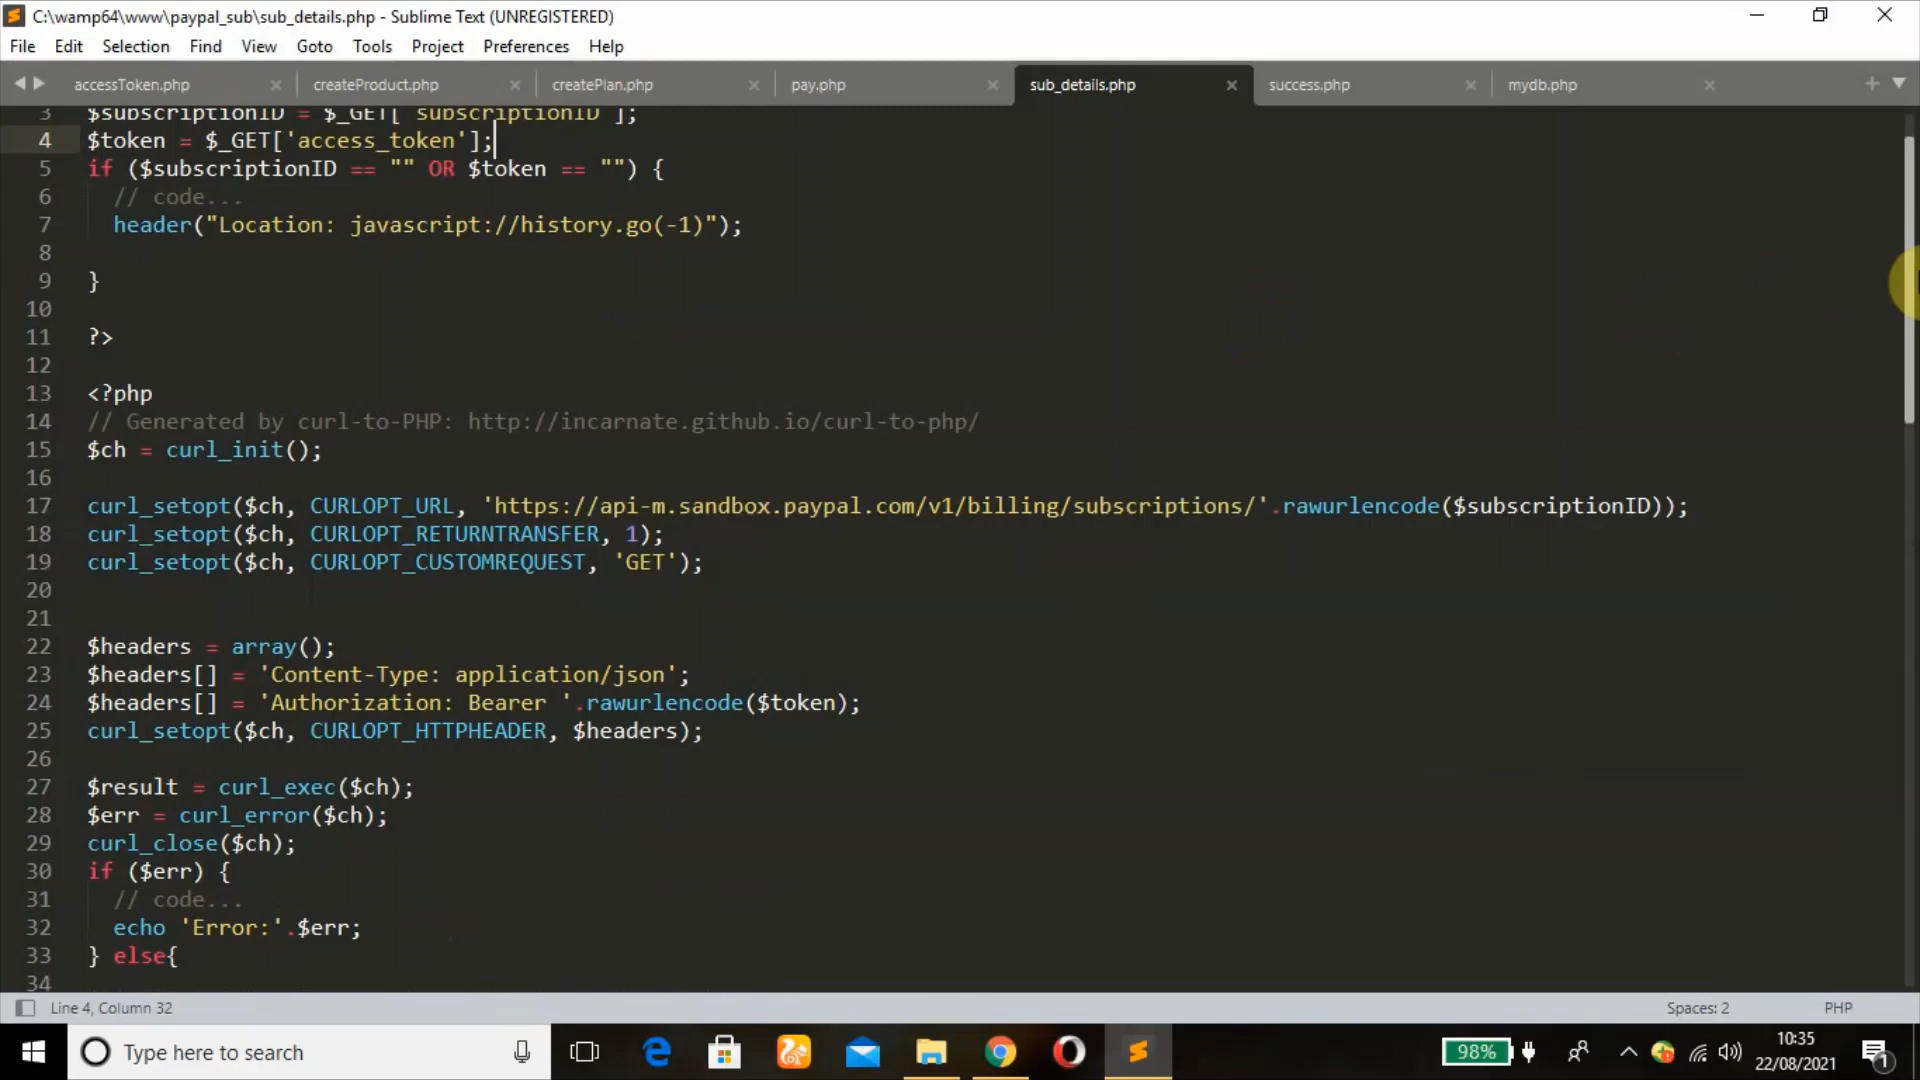 C:\wamp64\www\paypal_sub\sub_details.php - Sublime Text (UNREGISTERED)
File Edit Selection Find View Goto Tools Project Preferences Help
accessToken.php createProduct.php createPlan.php pay.php sub_details.php success.php mydb.php
3 $subscriptionID = $_GET['subscriptionID'];
4 $token = $_GET['access_token'];
5 if ($subscriptionID == "" OR $token == "") {
6 // code...
7 header("Location: javascript://history.go(-1)");
8
9 }
10
11 ?>
12
13 <?php
14 // Generated by curl-to-PHP: http://incarnate.github.io/curl-to-php/
15 $ch = curl_init();
16
17 curl_setopt($ch, CURLOPT_URL, 'https://api-m.sandbox.paypal.com/v1/billing/subscriptions/'.rawurlencode($subscriptionID));
18 curl_setopt($ch, CURLOPT_RETURNTRANSFER, 1);
19 curl_setopt($ch, CURLOPT_CUSTOMREQUEST, 'GET');
20
21
22 $headers = array();
23 $headers[] = 'Content-Type: application/json';
24 $headers[] = 'Authorization: Bearer '.rawurlencode($token);
25 curl_setopt($ch, CURLOPT_HTTPHEADER, $headers);
26
27 $result = curl_exec($ch);
28 $err = curl_error($ch);
29 curl_close($ch);
30 if ($err) {
31 // code...
32 echo 'Error:'.$err;
33 } else{
34
Line 4, Column 32 Spaces: 2 PHP
Type here to search 98% 10:35
22/08/2021 1